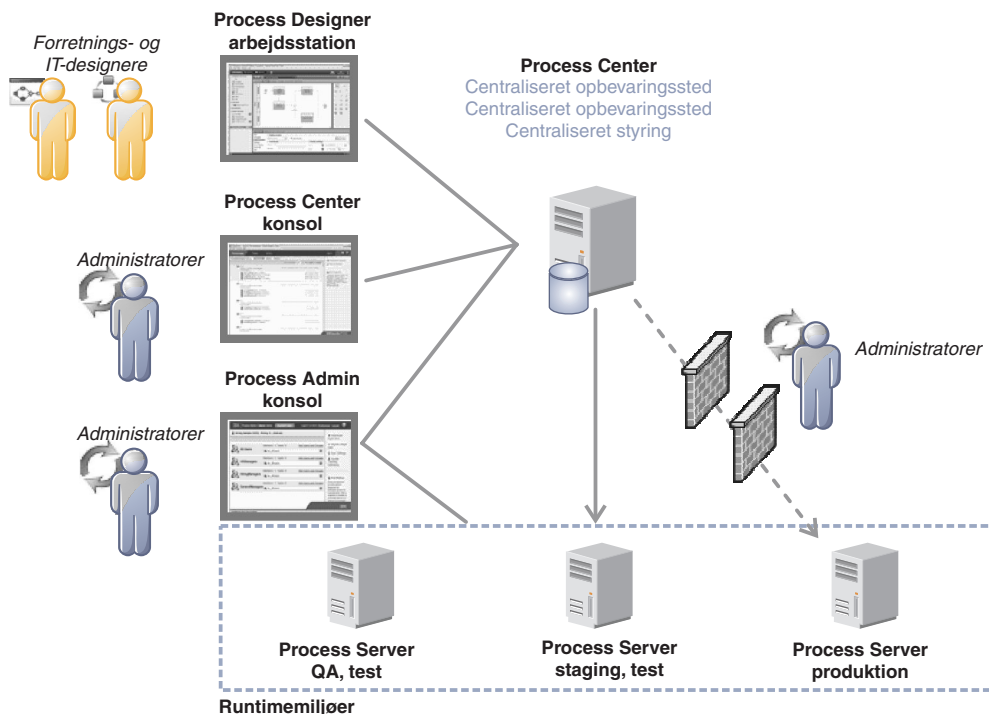 Process Designer
arbejdsstation
Forretnings- og
IT-designere
Process Center
Centraliseret opbevaringssted
Centraliseret opbevaringssted
Centraliseret styring
Process Center
konsol
Administratorer
Administratorer
Process Admin
konsol
Administratorer
Process Server
QA, test
Process Server
staging, test
Process Server
produktion
Runtimemiljøer